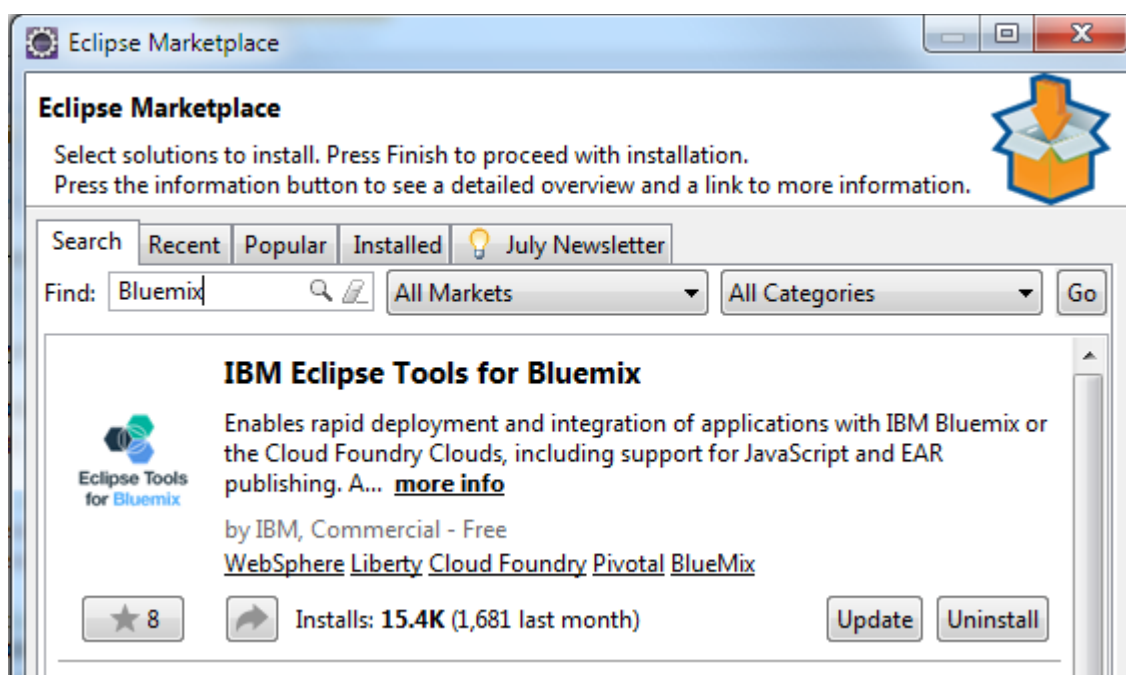 Eclipse Marketplace
Eclipse Marketplace
Select solutions to install. Press Finish to proceed with installation.
Press the information button to see a detailed overview and a link to more information.
Search Recent Popular Installed July Newsletter
Find: Bluemix All Markets All Categories Go
IBM Eclipse Tools for Bluemix
Enables rapid deployment and integration of applications with IBM Bluemix or
the Cloud Foundry Clouds, including support for JavaScript and EAR
publishing. A... more info
Eclipse Tools
for Bluemix
by IBM, Commercial - Free
WebSphere Liberty Cloud Foundry Pivotal BlueMix
8 Installs: 15.4K (1,681 last month) Update Uninstall